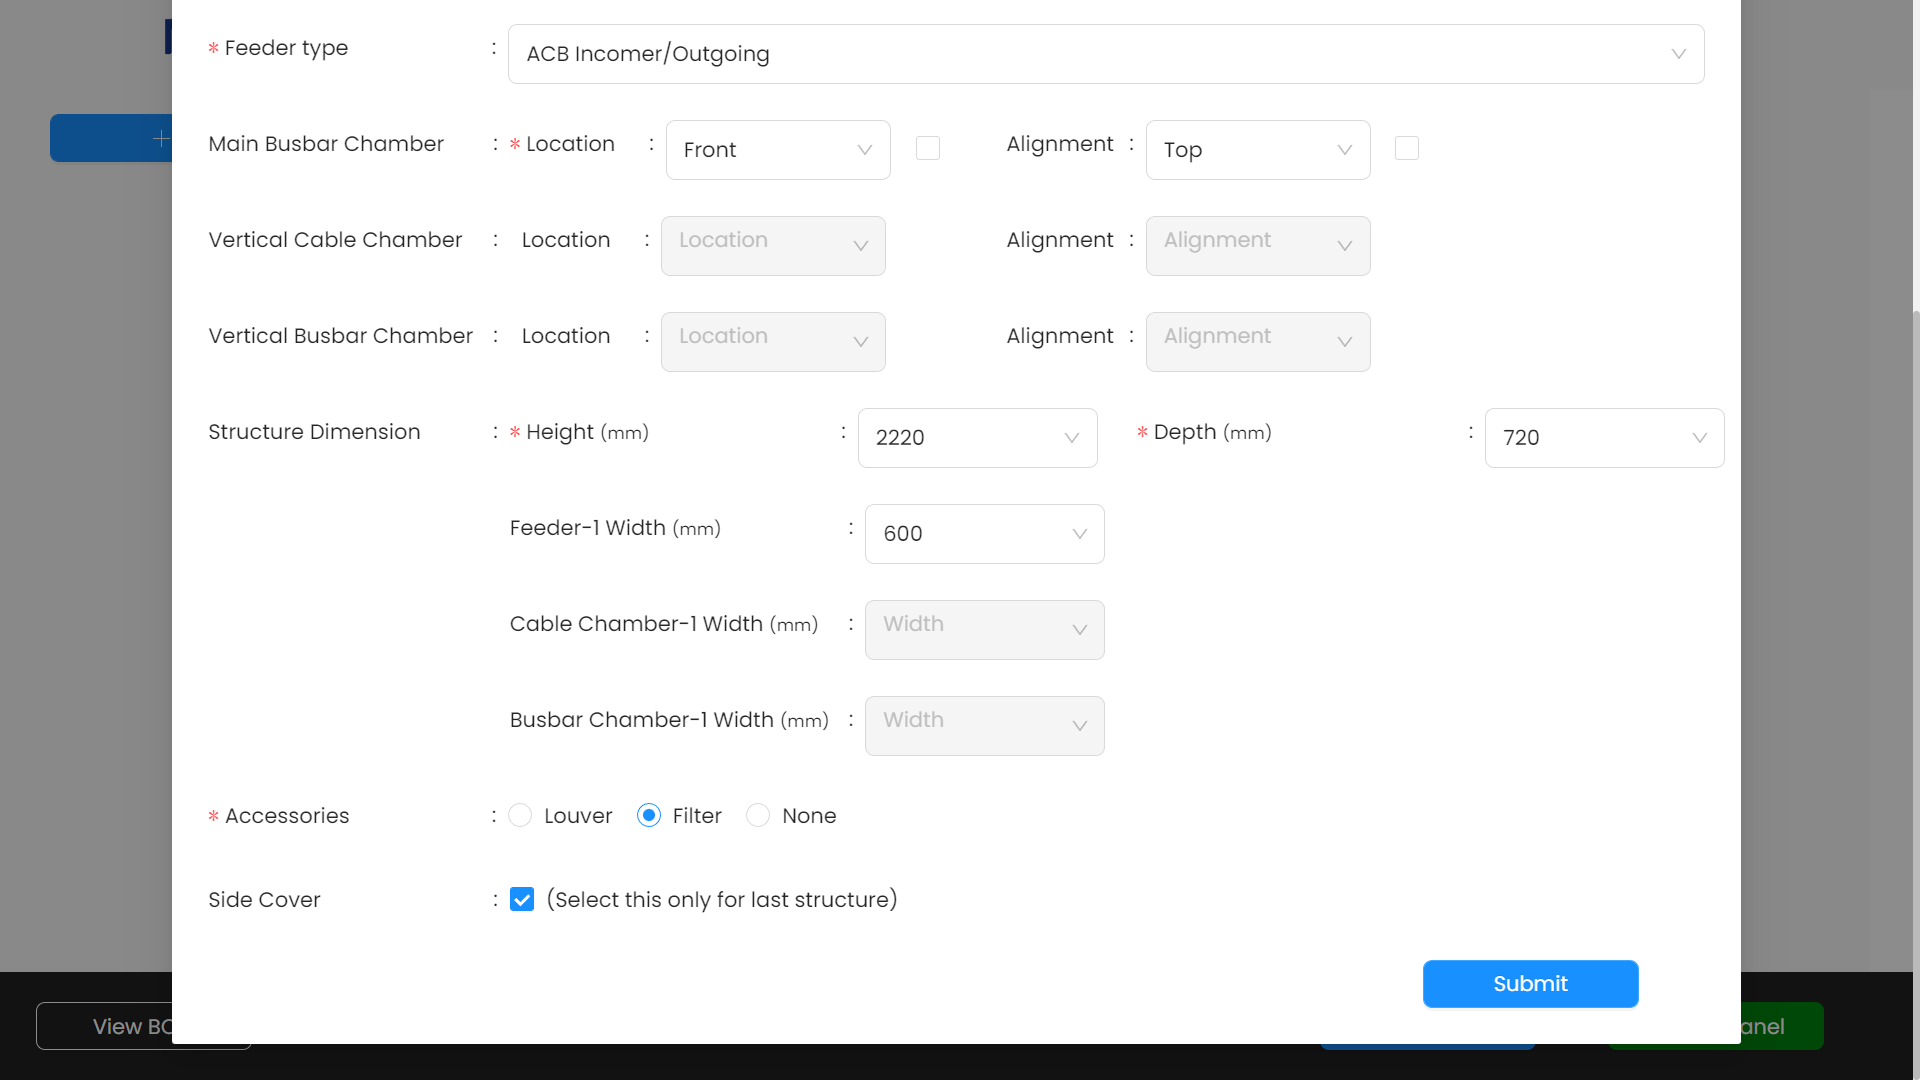 * Feeder type : ACB Incomer/Outgoing
Main Busbar Chamber : * Location : Front Alignment : Top
Vertical Cable Chamber : Location : Location Alignment : Alignment
Vertical Busbar Chamber : Location : Location Alignment : Alignment
Structure Dimension : * Height (mm) : 2220 * Depth (mm) : 720
Feeder-1 Width (mm) : 600
Cable Chamber-1 Width (mm) : Width
Busbar Chamber-1 Width (mm) : Width
* Accessories : Louver Filter None
Side Cover : (Select this only for last structure)
Submit
View BO anel